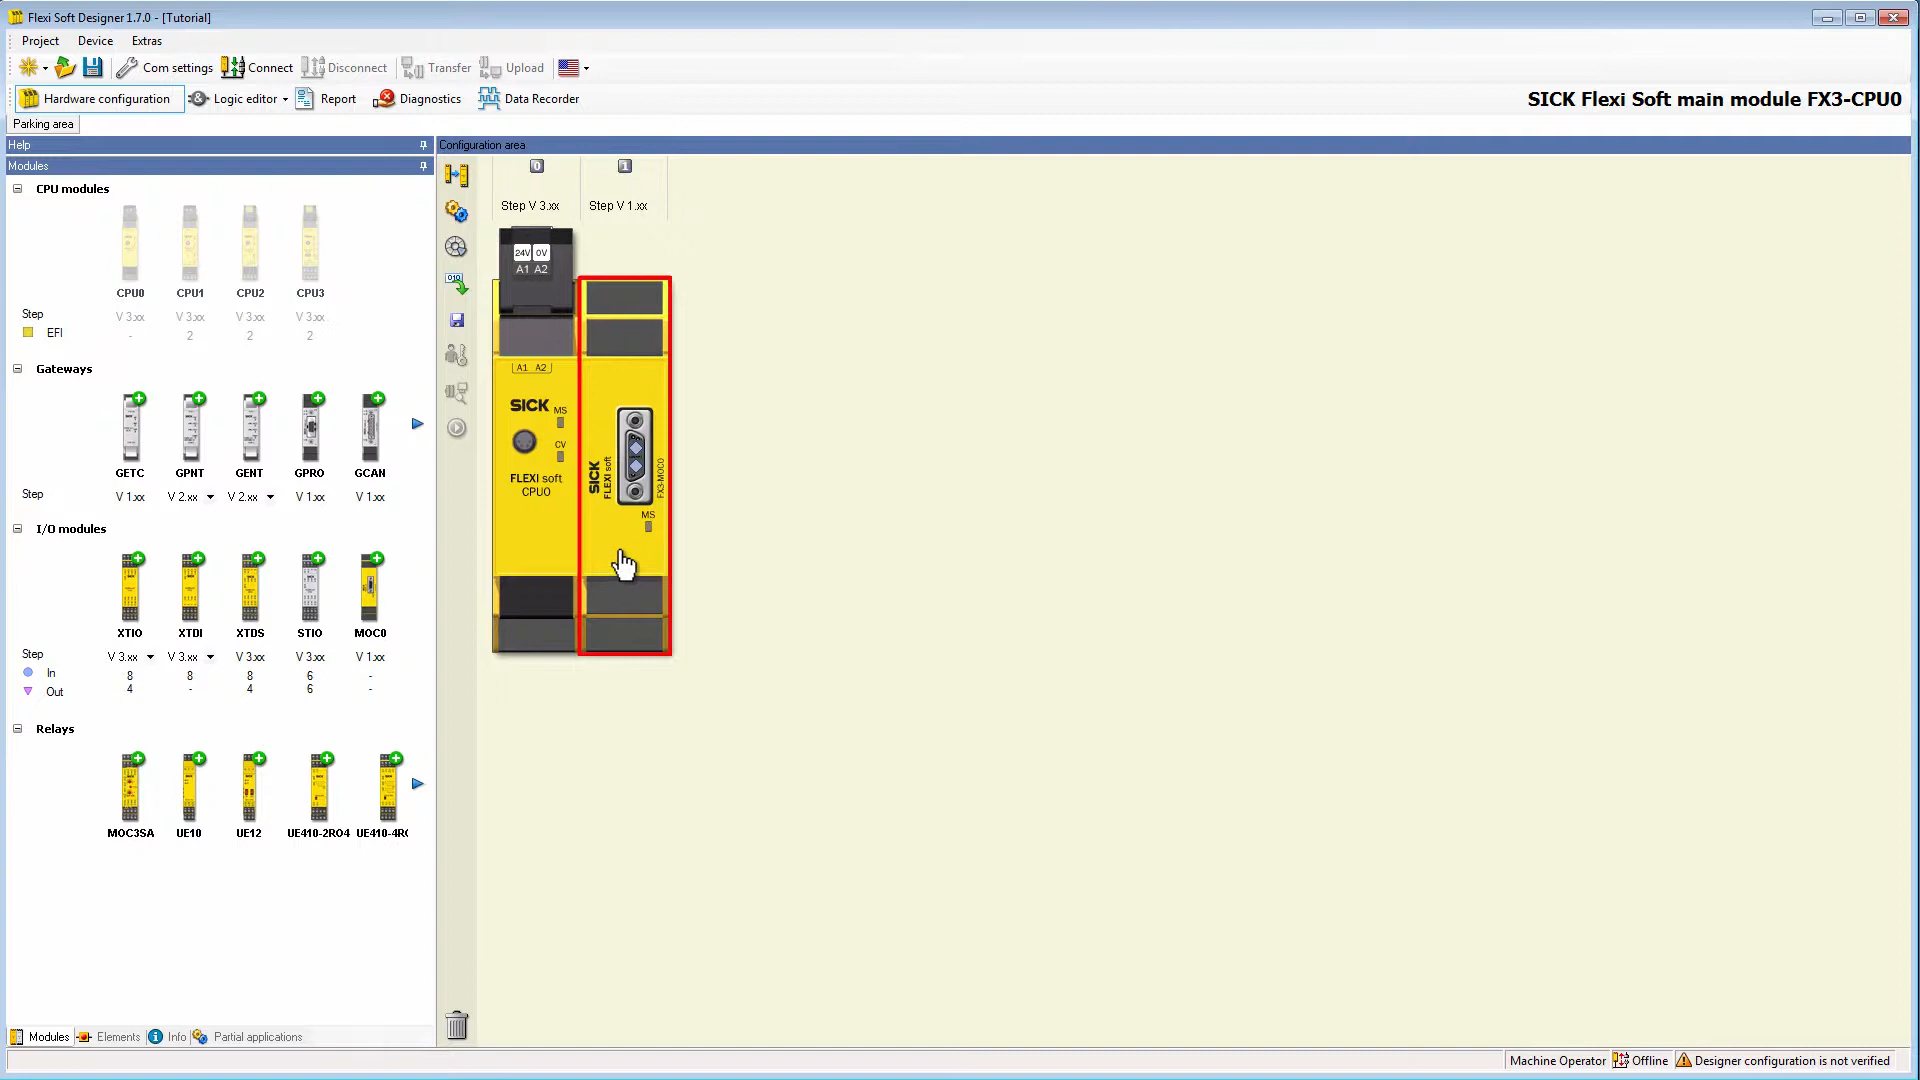 Flexi Soft Designer 1.7.0 - [Tutorial]
Project Device Extras
Com settings Connect Disconnect Transfer Upload
Hardware configuration Logic editor Report Diagnostics Data Recorder
SICK Flexi Soft main module FX3-CPU0
Parking area
Help
Configuration area
Modules
CPU modules
CPU0 CPU1 CPU2 CPU3
Step V 3.xx V 3.xx V 3.xx V 3.xx
EFI - 2 2 2
Gateways
GETC GPNT GENT GPRO GCAN
Step V 1.xx V 2.xx V 2.xx V 1.xx V 1.xx
I/O modules
XTIO XTDI XTDS STIO MOC0
Step V 3.xx V 3.xx V 3.xx V 3.xx V 1.xx
In 8 8 8 6 -
Out 4 - 4 6 -
Relays
MOC3SA UE10 UE12 UE410-2RO4 UE410-4R
0 1
Step V 3.xx Step V 1.xx
24V 0V
A1 A2
A1 A2
SICK MS
CV
FLEXI soft
CPU0
SICK
FLEXI soft
FX3-MOC0
MS
Modules Elements Info Partial applications
Machine Operator Offline Designer configuration is not verified